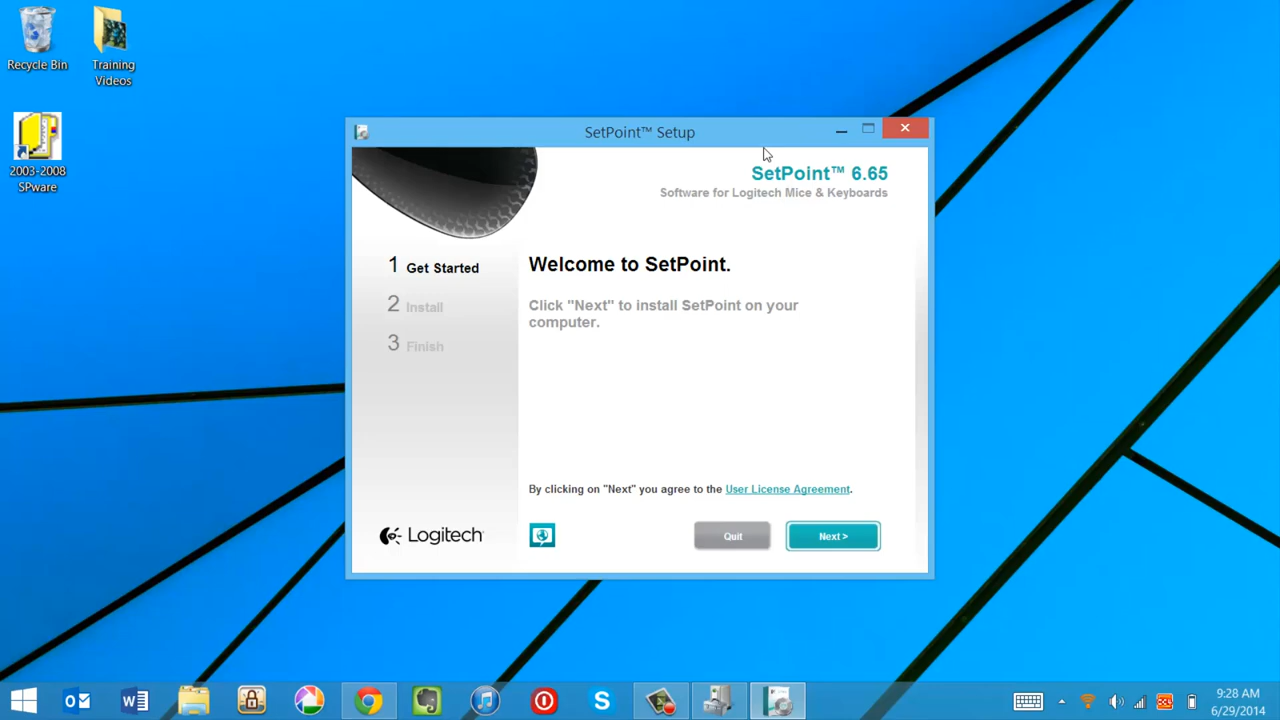 Recycle Bin
Training
Videos
2003-2008
SPware
SetPoint™ Setup
SetPoint™ 6.65
Software for Logitech Mice & Keyboards
1 Get Started
2 Install
3 Finish
Welcome to SetPoint.
Click "Next" to install SetPoint on your
computer.
By clicking on "Next" you agree to the User License Agreement.
Logitech
Quit
Next >
9:28 AM
6/29/2014